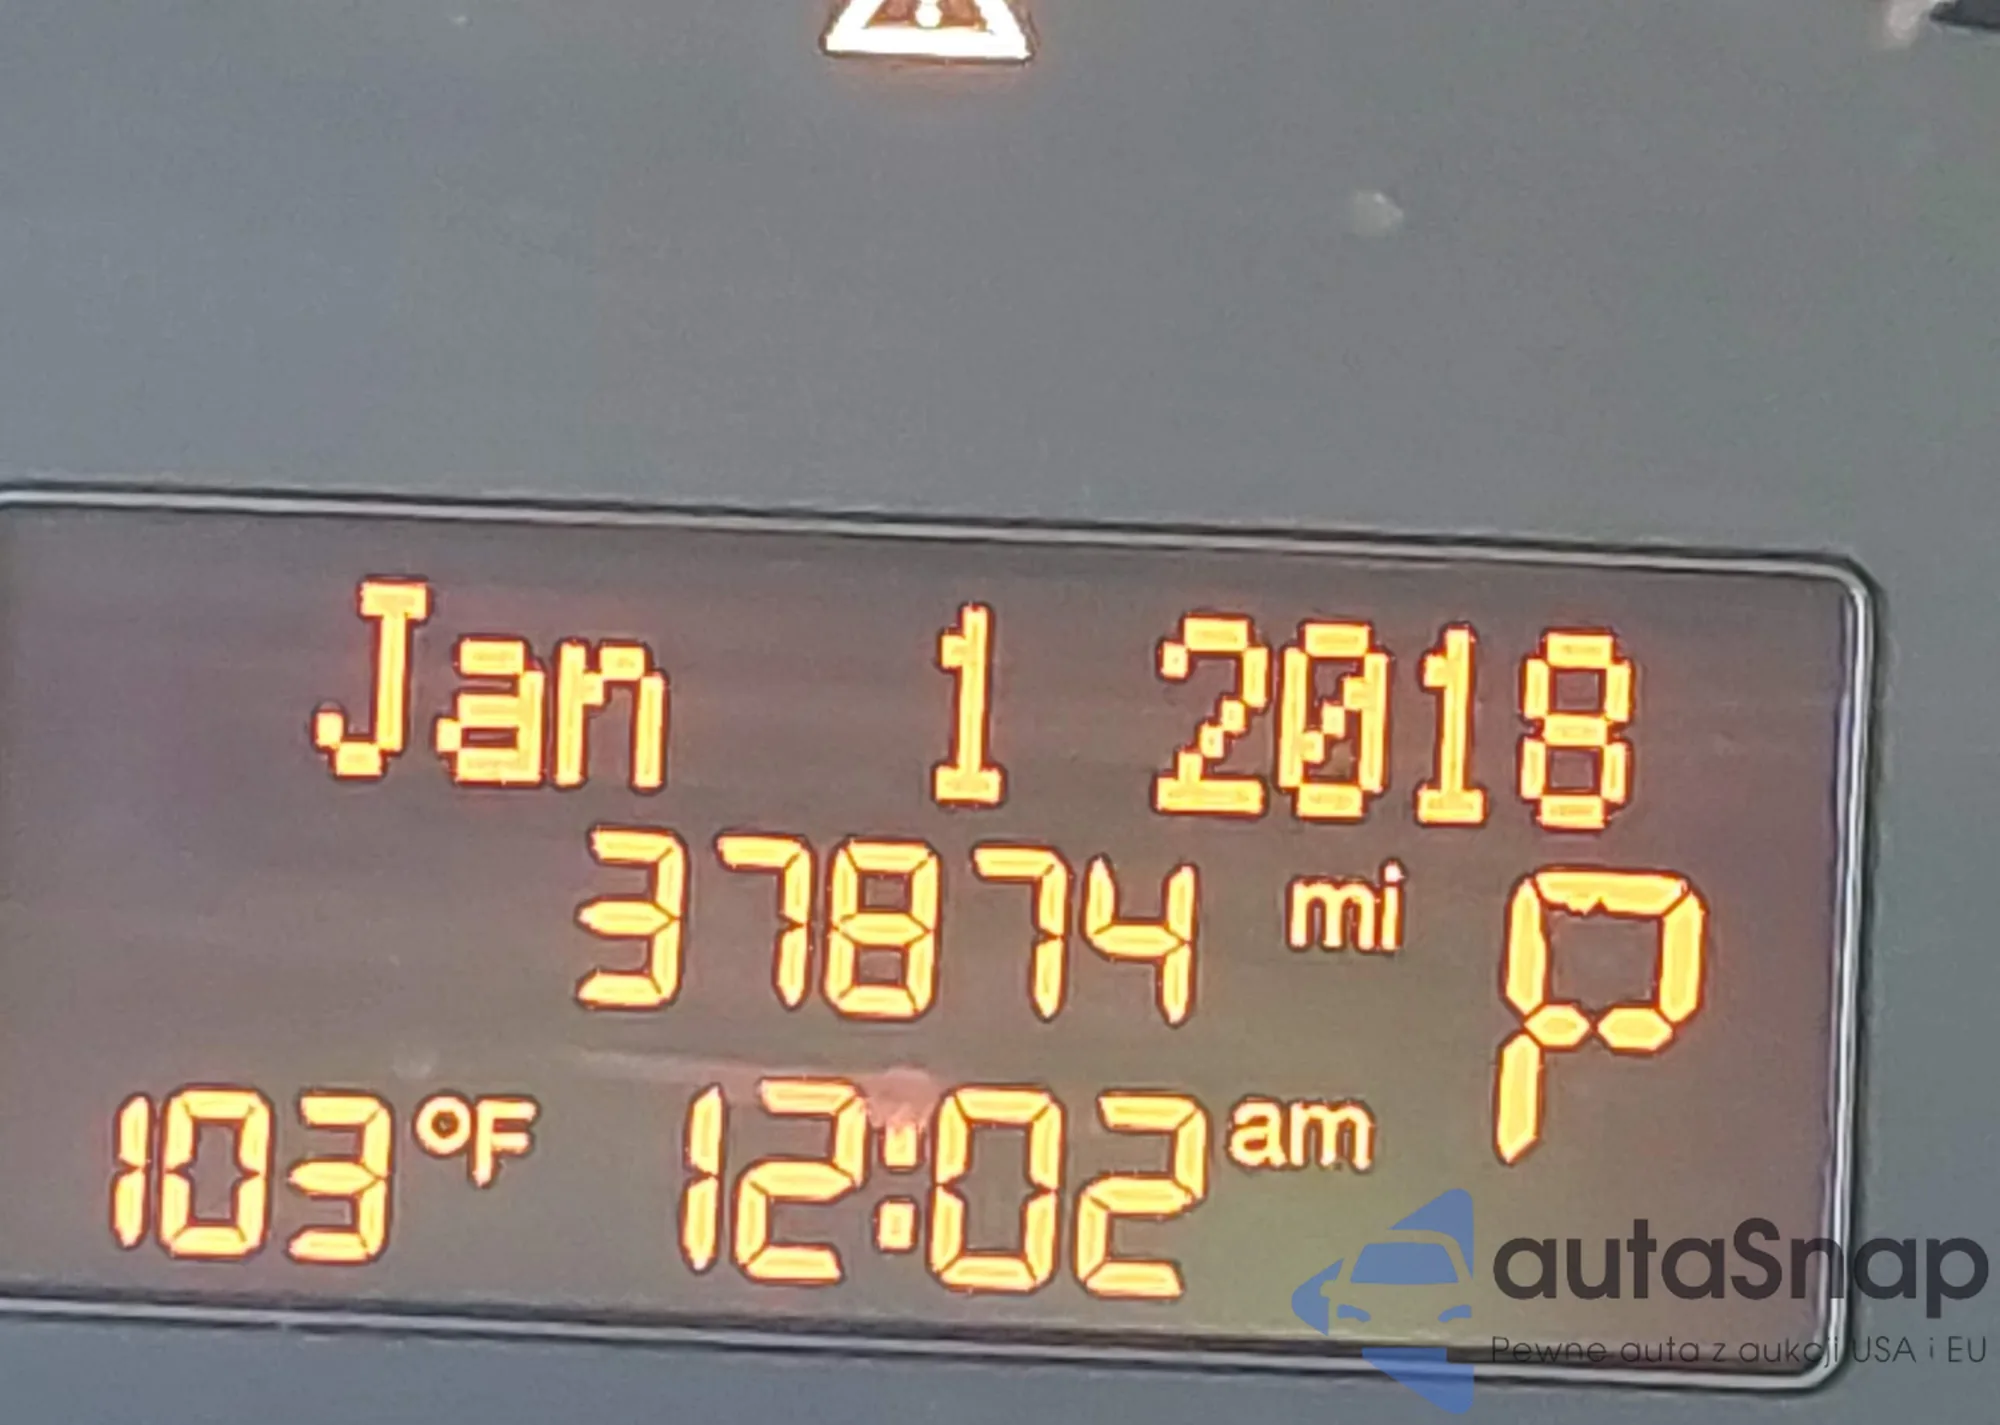 Jan 1 2018
37874 mi P
103 °F 12:02 am
autaSnap
Pewne auta z aukcji USA i EU